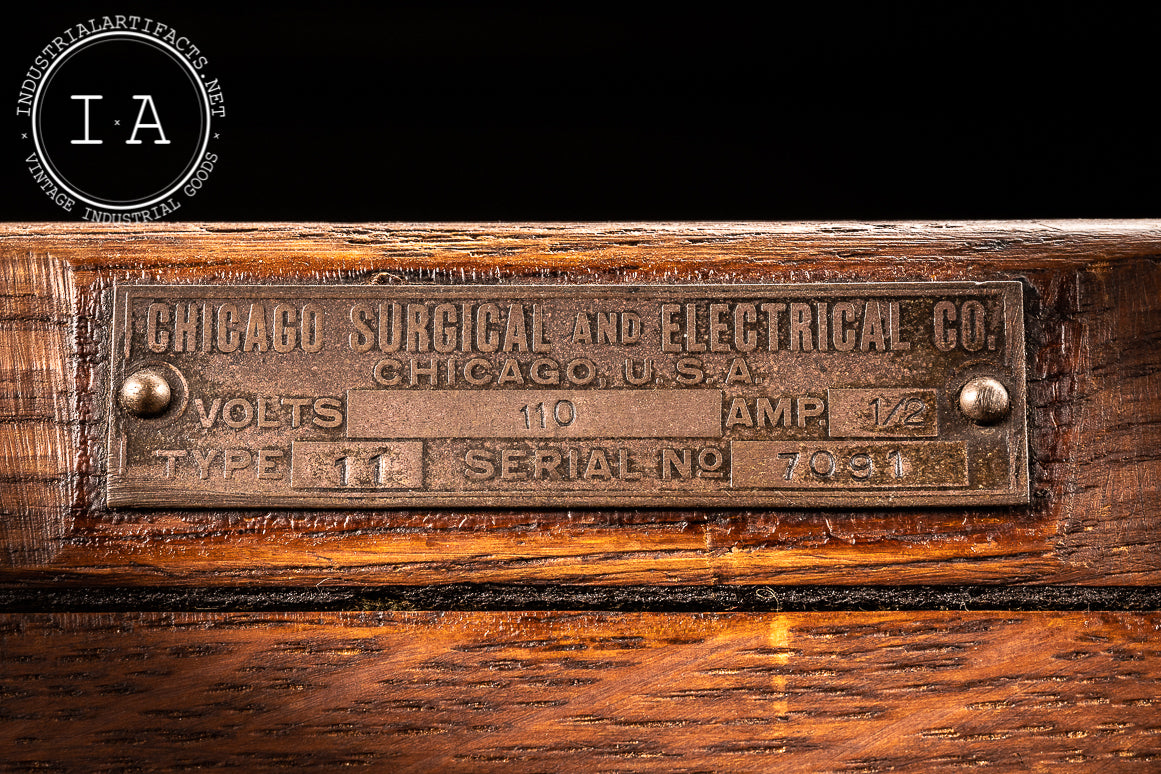 INDUSTRIALARTIFACTS.NET
I x A
x VINTAGE INDUSTRIAL GOODS x
CHICAGO SURGICAL AND ELECTRICAL CO.
CHICAGO, U.S.A.
VOLTS 110 AMP. 1/2
TYPE 11 SERIAL Nº 7091